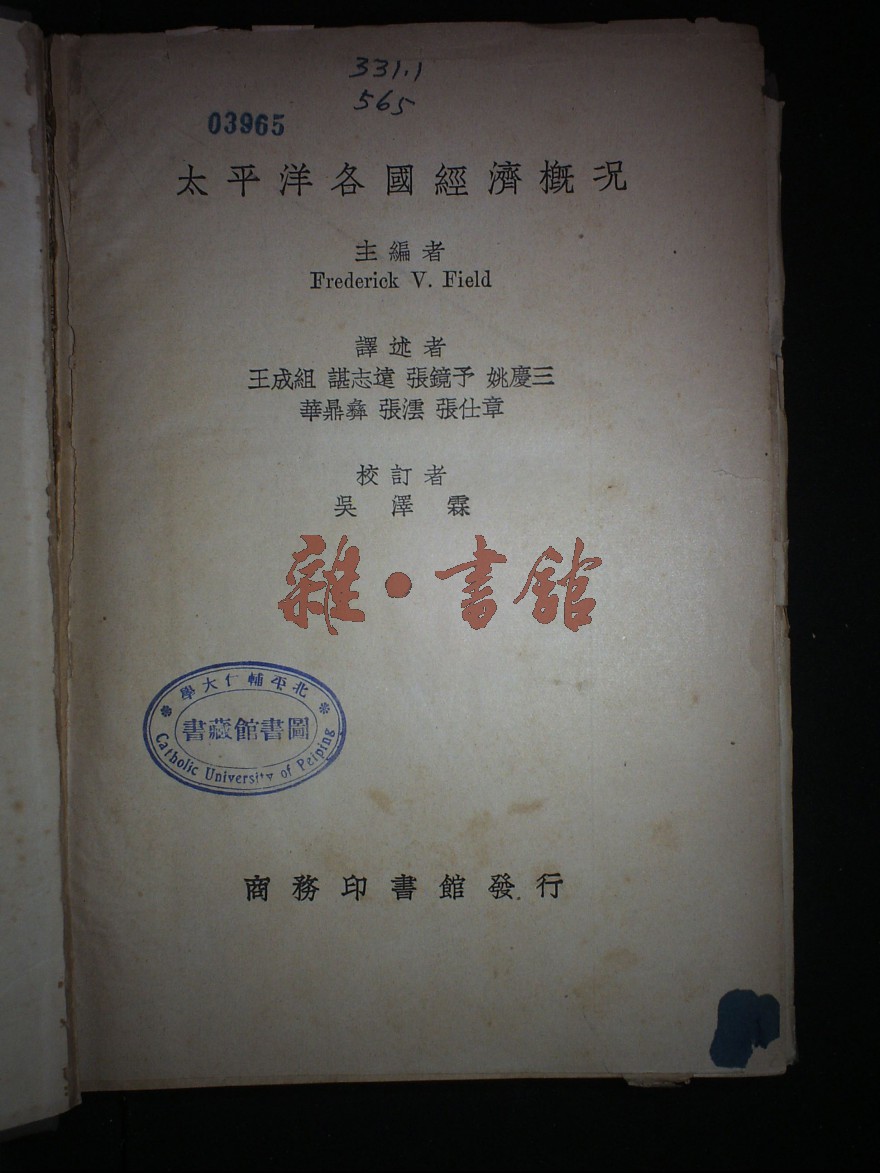 331.1
565
03965
太平洋各國經濟概況
主編者
Frederick V. Field
譯述者
王成組 諶志遠 張鏡予 姚慶三
華鼎彝 張澐 張仕章
校訂者
吳澤霖
雜·書館
北平輔仁大學
圖書館藏書
Catholic University of Peiping
商務印書館發行